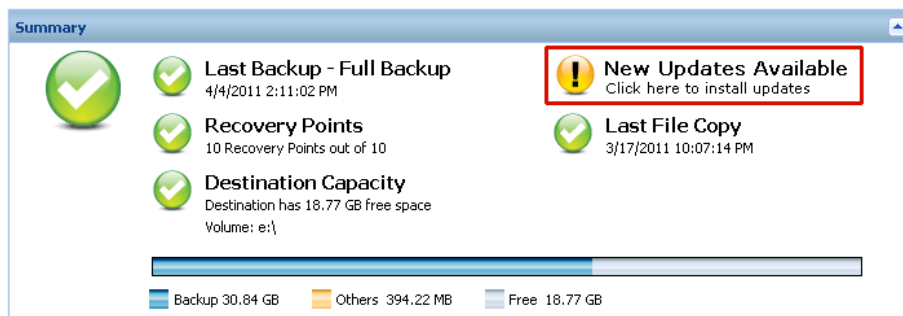 Summary
Last Backup - Full Backup
4/4/2011 2:11:02 PM
New Updates Available
Click here to install updates
Recovery Points
10 Recovery Points out of 10
Last File Copy
3/17/2011 10:07:14 PM
Destination Capacity
Destination has 18.77 GB free space
Volume: e:\
Backup 30.84 GB Others 394.22 MB Free 18.77 GB